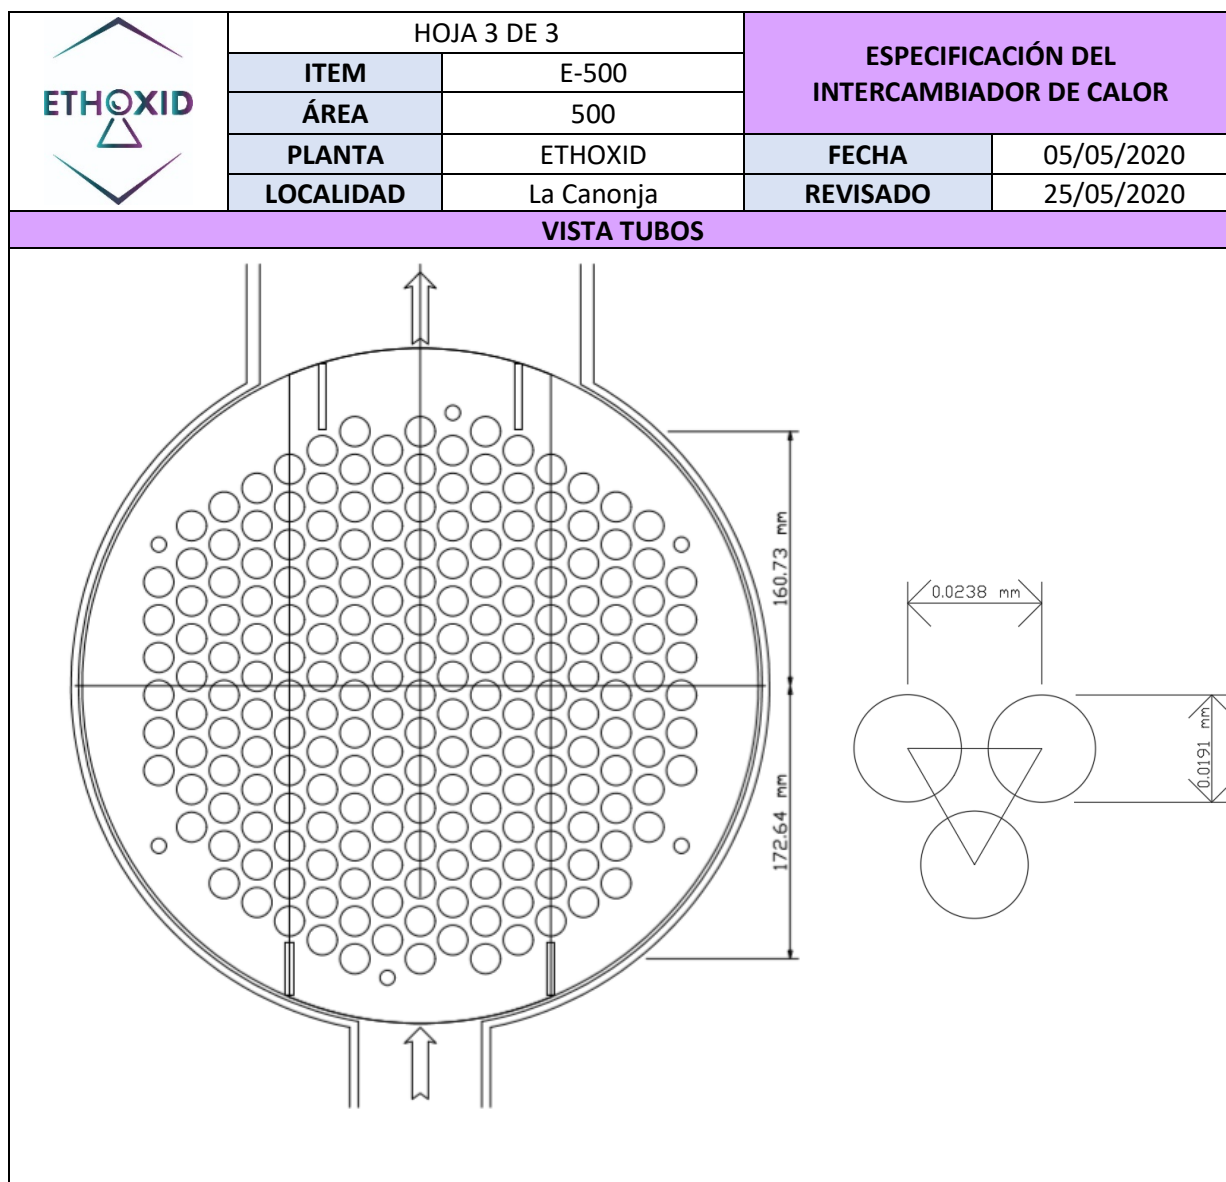 ETHOXID
HOJA 3 DE 3
ITEM
E-500
ÁREA
500
PLANTA
ETHOXID
LOCALIDAD
La Canonja
ESPECIFICACIÓN DEL
INTERCAMBIADOR DE CALOR
FECHA
05/05/2020
REVISADO
25/05/2020
VISTA TUBOS
160.73 mm
172.64 mm
0.0238 mm
0.0191 mm